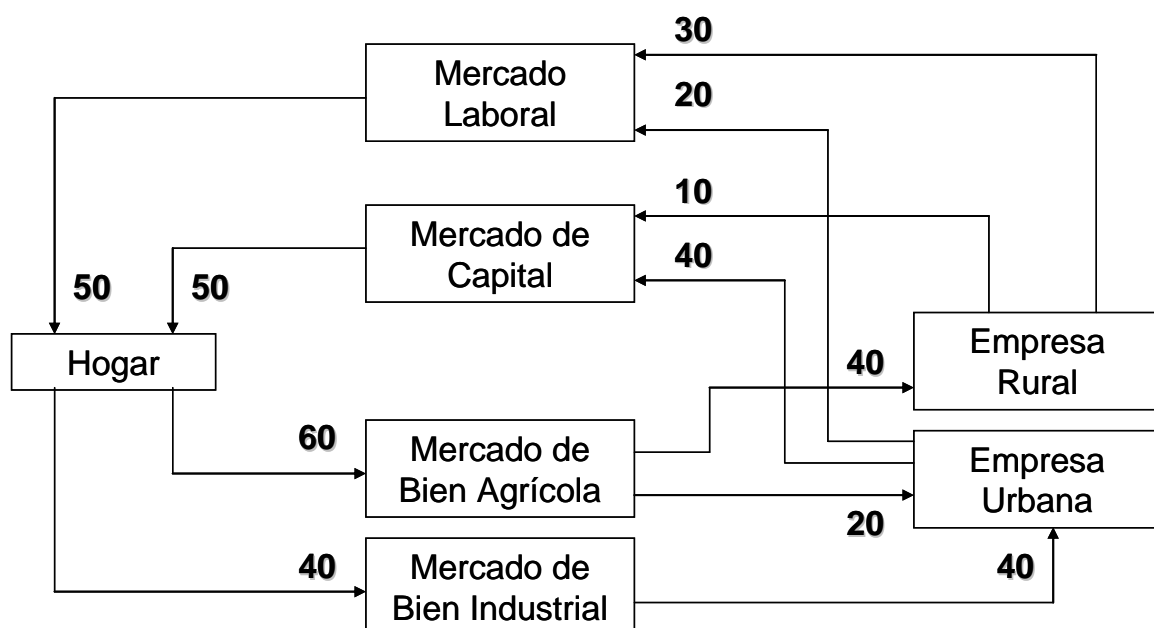 30
Mercado
Laboral
20
10
Mercado de
Capital
40
50
50
Hogar
Empresa
Rural
40
60
Mercado de
Bien Agrícola
Empresa
Urbana
20
40
Mercado de
Bien Industrial
40